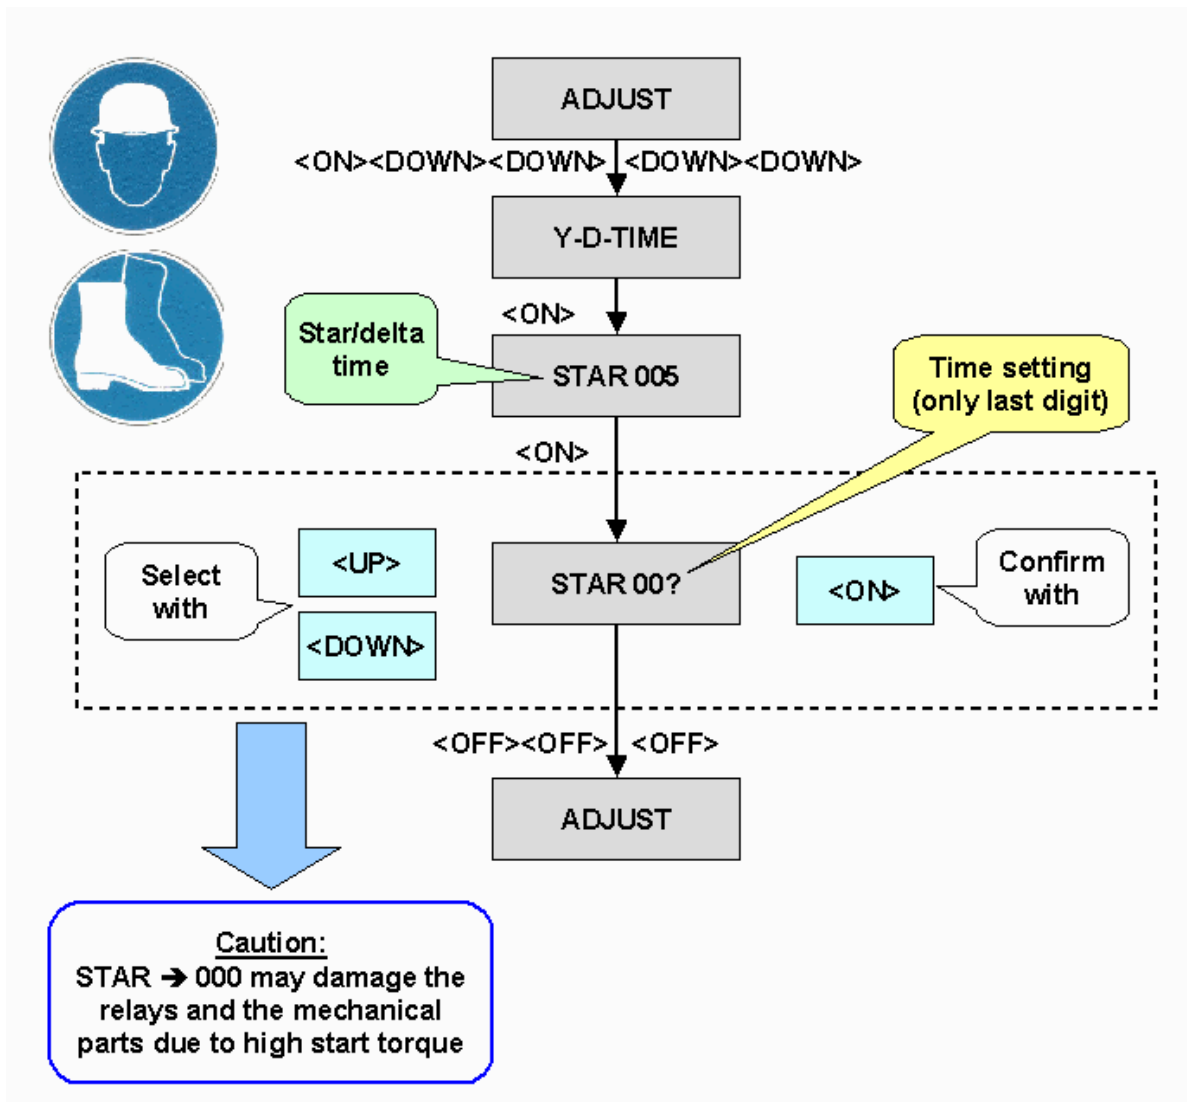 ADJUST
<ON><DOWN><DOWN> <DOWN><DOWN>
Y-D-TIME
<ON>
Star/delta
time
STAR 005
Time setting
(only last digit)
<ON>
Select
with
<UP>
<DOWN>
STAR 00?
<ON>
Confirm
with
<OFF><OFF> <OFF>
ADJUST
Caution:
STAR ➔ 000 may damage the
relays and the mechanical
parts due to high start torque